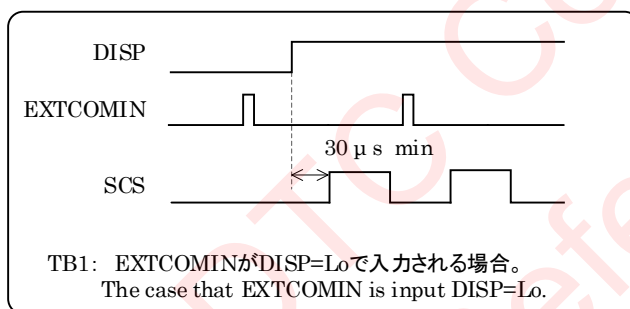 DISP
EXTCOMIN
30 μs min
SCS
TB1: EXTCOMINがDISP=Loで入力される場合。
The case that EXTCOMIN is input DISP=Lo.